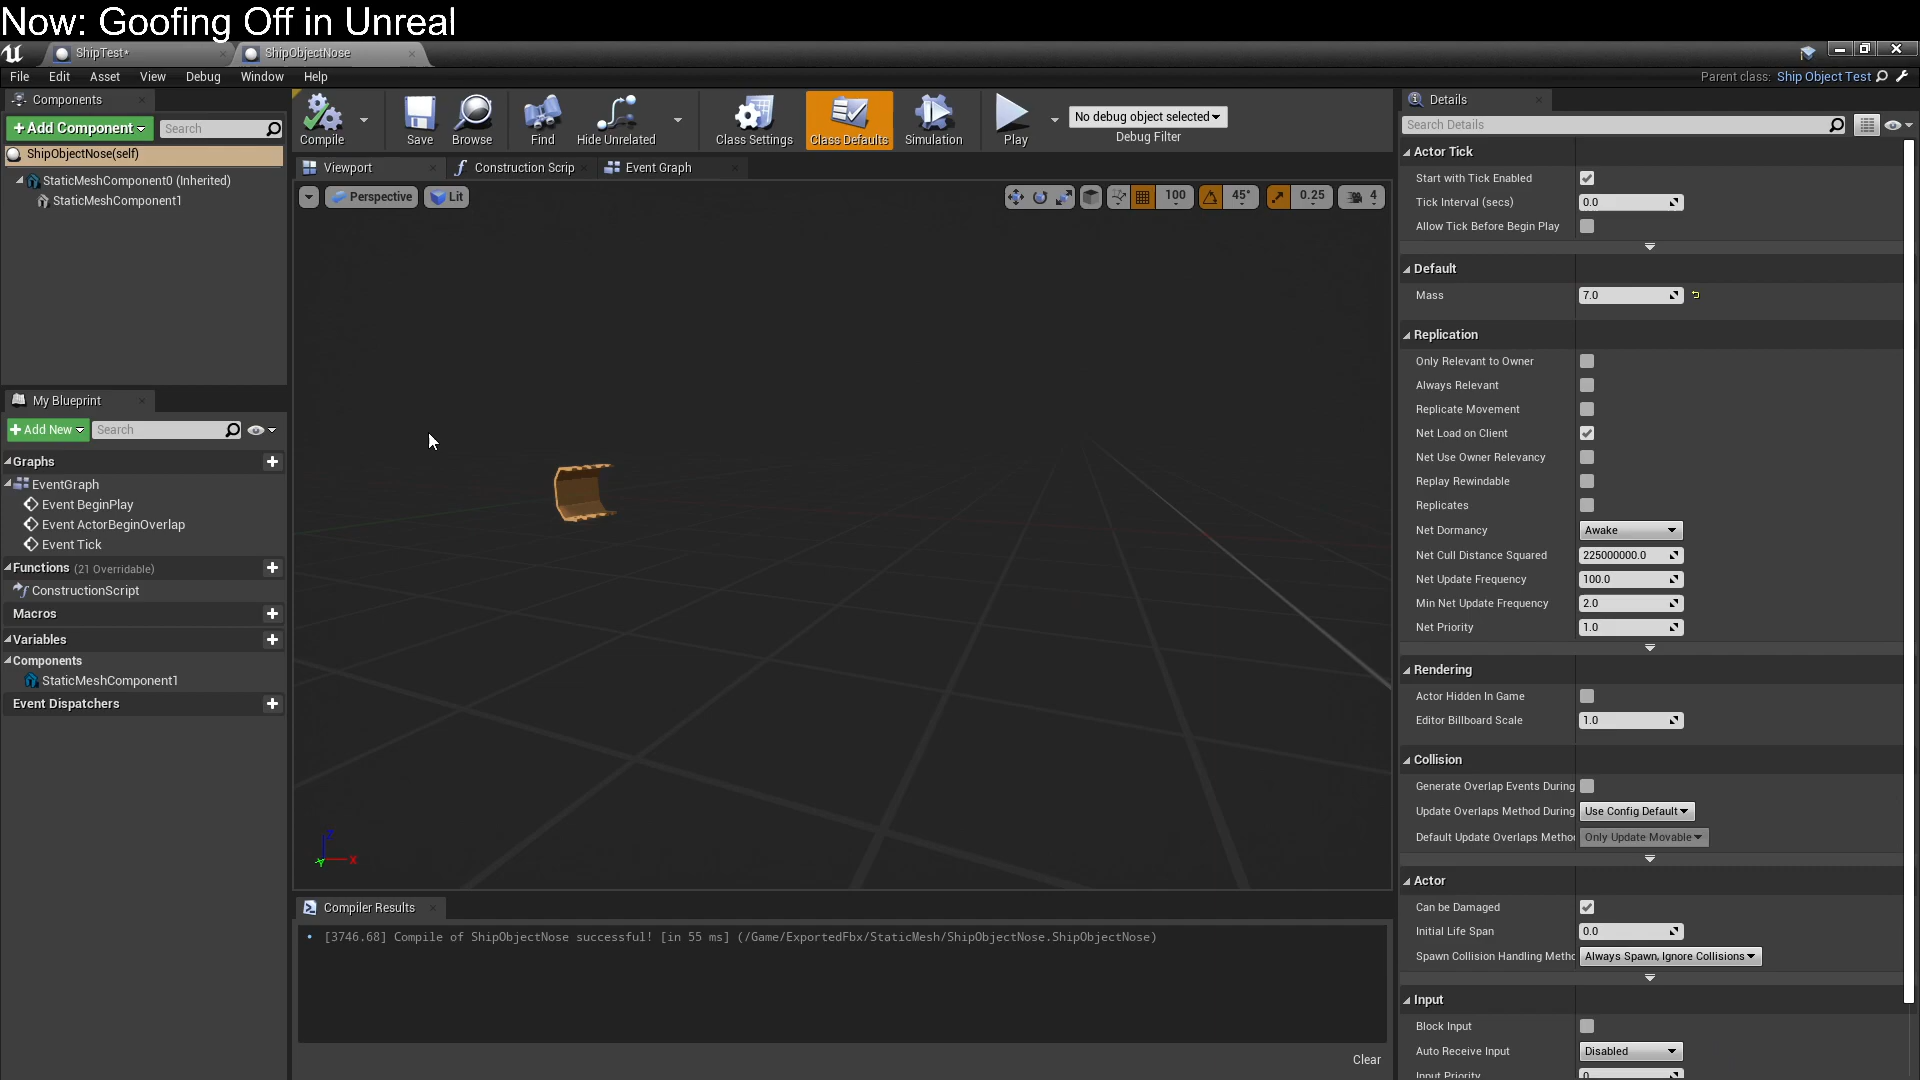 Now: Goofing Off in Unreal
ShipTest*
ShipObjectNose
File Edit Asset View Debug Window Help
Parent class: Ship Object Test
Components
+Add Component
Search
ShipObjectNose(self)
StaticMeshComponent0 (Inherited)
StaticMeshComponent1
Compile
Save
Browse
Find
Hide Unrelated
Class Settings
Class Defaults
Simulation
Play
No debug object selected
Debug Filter
Viewport
Construction Scrip
Event Graph
Perspective
Lit
100
45°
0.25
4
My Blueprint
+Add New
Search
Graphs
EventGraph
Event BeginPlay
Event ActorBeginOverlap
Event Tick
Functions (21 Overridable)
ConstructionScript
Macros
Variables
Components
StaticMeshComponent1
Event Dispatchers
Z
Y
X
Compiler Results
• [3746.68] Compile of ShipObjectNose successful! [in 55 ms] (/Game/ExportedFbx/StaticMesh/ShipObjectNose.ShipObjectNose)
Clear
Details
Search Details
Actor Tick
Start with Tick Enabled
Tick Interval (secs) 0.0
Allow Tick Before Begin Play
Default
Mass 7.0
Replication
Only Relevant to Owner
Always Relevant
Replicate Movement
Net Load on Client
Net Use Owner Relevancy
Replay Rewindable
Replicates
Net Dormancy Awake
Net Cull Distance Squared 225000000.0
Net Update Frequency 100.0
Min Net Update Frequency 2.0
Net Priority 1.0
Rendering
Actor Hidden In Game
Editor Billboard Scale 1.0
Collision
Generate Overlap Events During
Update Overlaps Method During Use Config Default
Default Update Overlaps Metho Only Update Movable
Actor
Can be Damaged
Initial Life Span 0.0
Spawn Collision Handling Metho Always Spawn, Ignore Collisions
Input
Block Input
Auto Receive Input Disabled
Input Priority 0